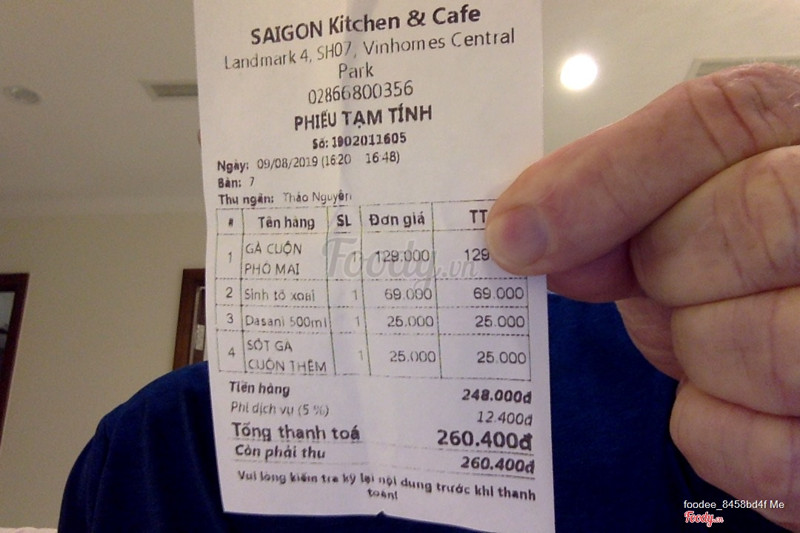 SAIGON Kitchen & Cafe
Landmark 4, SH07, Vinhomes Central
Park
02866800356
PHIẾU TẠM TÍNH
Số: 1902011605
Ngày: 09/08/2019 (16:20 16:48)
Bàn: 7
Thu ngân: Thảo Nguyên
# Tên hàng SL Đơn giá TT
1 GÀ CUỘN PHÔ MAI 1 129.000 129
2 Sinh tố xoài 1 69.000 69.000
3 Dasani 500ml 1 25.000 25.000
4 SỐT GÀ CUỘN THÊM 1 25.000 25.000
Tiền hàng 248.000đ
Phí dịch vụ (5 %) 12.400đ
Tổng thanh toá 260.400đ
Còn phải thu 260.400đ
Vui lòng kiểm tra kỹ lại nội dung trước khi thanh
toán!
Foody.vn
foodee_8458bd4f Me
Foody.vn